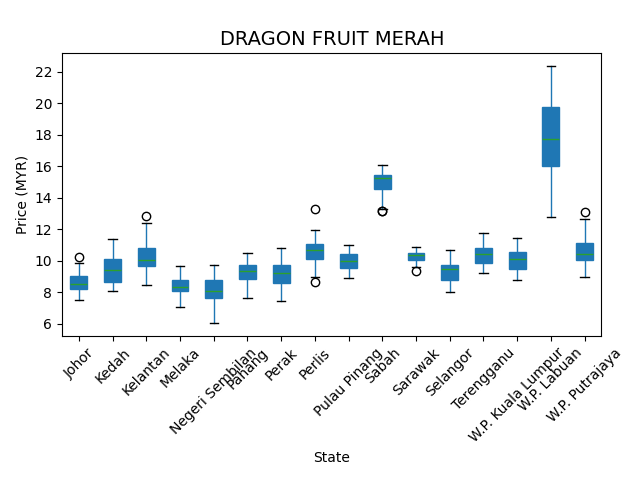 DRAGON FRUIT MERAH
Price (MYR)
22
20
18
16
14
12
10
8
6
Johor
Kedah
Kelantan
Melaka
Negeri Sembilan
Pahang
Perak
Perlis
Pulau Pinang
Sabah
Sarawak
Selangor
Terengganu
W.P. Kuala Lumpur
W.P. Labuan
W.P. Putrajaya
State